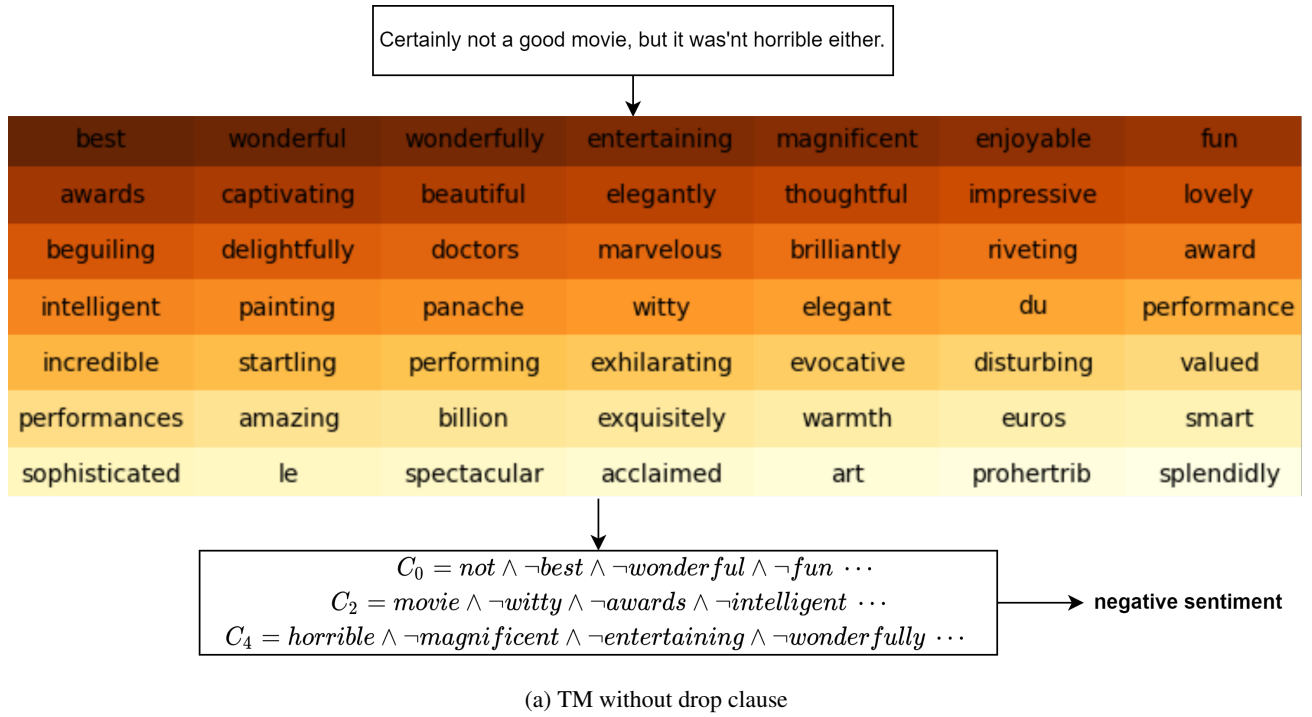 Certainly not a good movie, but it was'nt horrible either.
best wonderful wonderfully entertaining magnificent enjoyable fun
awards captivating beautiful elegantly thoughtful impressive lovely
beguiling delightfully doctors marvelous brilliantly riveting award
intelligent painting panache witty elegant du performance
incredible startling performing exhilarating evocative disturbing valued
performances amazing billion exquisitely warmth euros smart
sophisticated le spectacular acclaimed art prohertrib splendidly
C₀ = not ∧ ¬best ∧ ¬wonderful ∧ ¬fun ⋯
C₂ = movie ∧ ¬witty ∧ ¬awards ∧ ¬intelligent ⋯
C₄ = horrible ∧ ¬magnificent ∧ ¬entertaining ∧ ¬wonderfully ⋯
negative sentiment
(a) TM without drop clause